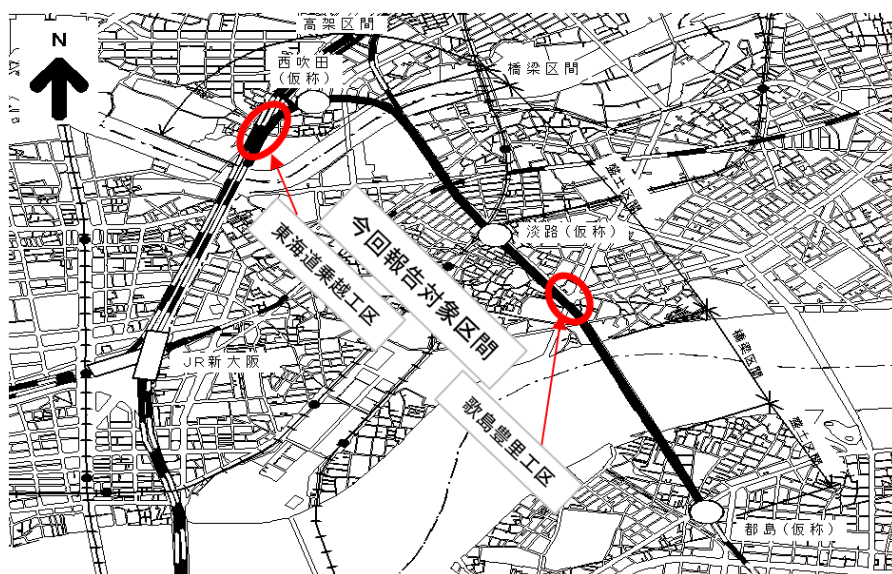 高架区間
N
西吹田
(仮称)
橋梁区間
盛土区間
東海道乗越工区
今回報告対象区間
淡路(仮称)
橋梁区間
JR新大阪
歌島豊里工区
盛土区間
都島(仮称)